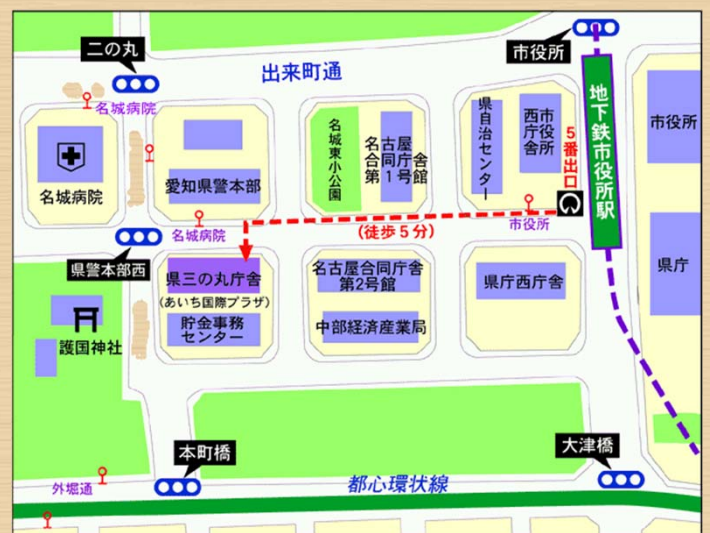 二の丸
市役所
出来町通
名城病院
名城病院
愛知県警本部
名城東小公園
名古屋
合同庁舎
第1号館
県自治センター
市役所
西庁舎
5番出口
地下鉄市役所駅
市役所
名城病院
(徒歩5分)
市役所
県警本部西
県三の丸庁舎
(あいち国際プラザ)
貯金事務
センター
名古屋合同庁舎
第2号館
中部経済産業局
県庁西庁舎
県庁
護国神社
本町橋
大津橋
外堀通
都心環状線